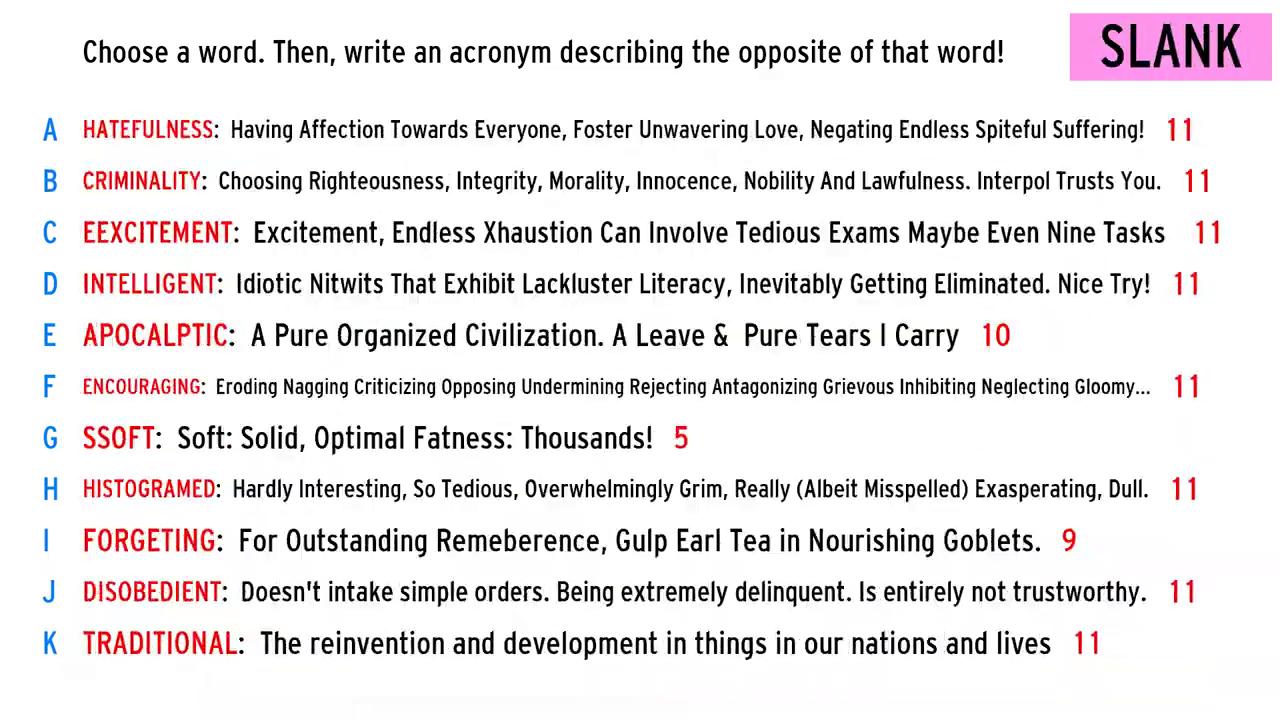 Choose a word. Then, write an acronym describing the opposite of that word!
SLANK
A HATEFULNESS: Having Affection Towards Everyone, Foster Unwavering Love, Negating Endless Spiteful Suffering! 11
B CRIMINALITY: Choosing Righteousness, Integrity, Morality, Innocence, Nobility And Lawfulness. Interpol Trusts You. 11
C EEXCITEMENT: Excitement, Endless Xhaustion Can Involve Tedious Exams Maybe Even Nine Tasks 11
D INTELLIGENT: Idiotic Nitwits That Exhibit Lackluster Literacy, Inevitably Getting Eliminated. Nice Try! 11
E APOCALPTIC: A Pure Organized Civilization. A Leave & Pure Tears I Carry 10
F ENCOURAGING: Eroding Nagging Criticizing Opposing Undermining Rejecting Antagonizing Grievous Inhibiting Neglecting Gloomy... 11
G SSOFT: Soft: Solid, Optimal Fatness: Thousands! 5
H HISTOGRAMED: Hardly Interesting, So Tedious, Overwhelmingly Grim, Really (Albeit Misspelled) Exasperating, Dull. 11
I FORGETING: For Outstanding Remeberence, Gulp Earl Tea in Nourishing Goblets. 9
J DISOBEDIENT: Doesn't intake simple orders. Being extremely delinquent. Is entirely not trustworthy. 11
K TRADITIONAL: The reinvention and development in things in our nations and lives 11